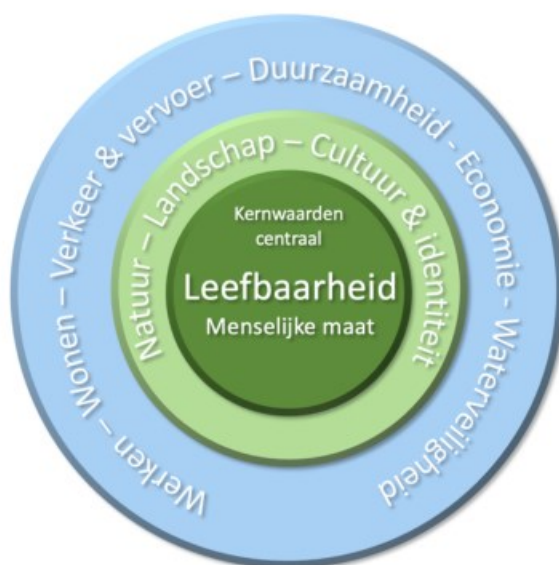 Werken – Wonen – Verkeer & vervoer – Duurzaamheid - Economie - Waterveiligheid
Natuur – Landschap – Cultuur & identiteit
Kernwaarden
centraal
Leefbaarheid
Menselijke maat